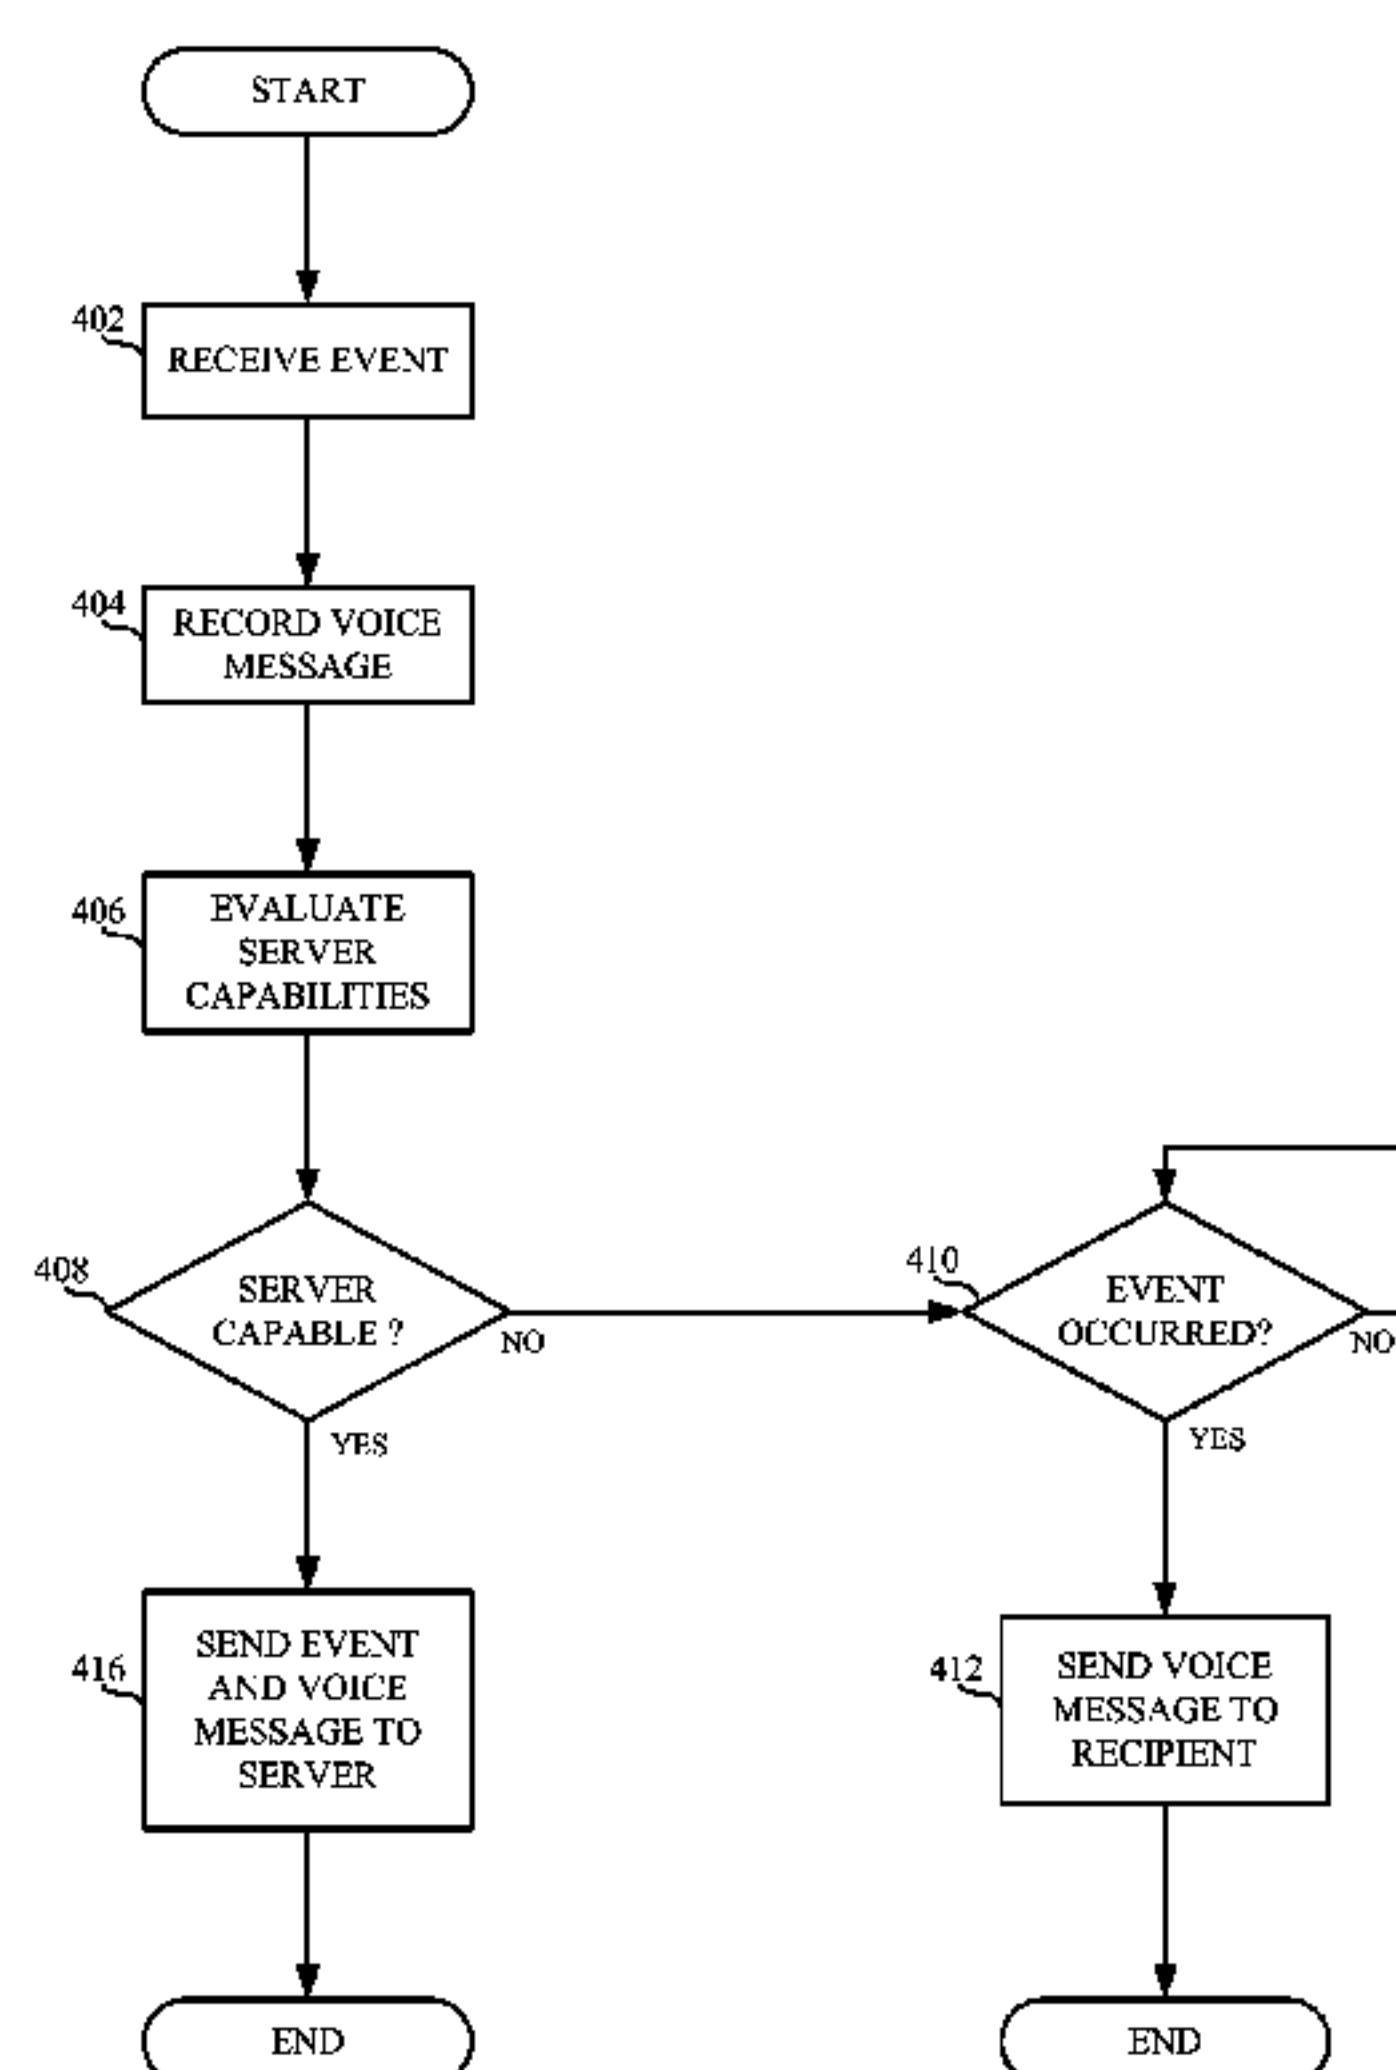 START
402
RECEIVE EVENT
404
RECORD VOICE
MESSAGE
406
EVALUATE
SERVER
CAPABILITIES
408
SERVER
CAPABLE ?
NO
YES
410
EVENT
OCCURRED?
NO
YES
416
SEND EVENT
AND VOICE
MESSAGE TO
SERVER
412
SEND VOICE
MESSAGE TO
RECIPIENT
END
END